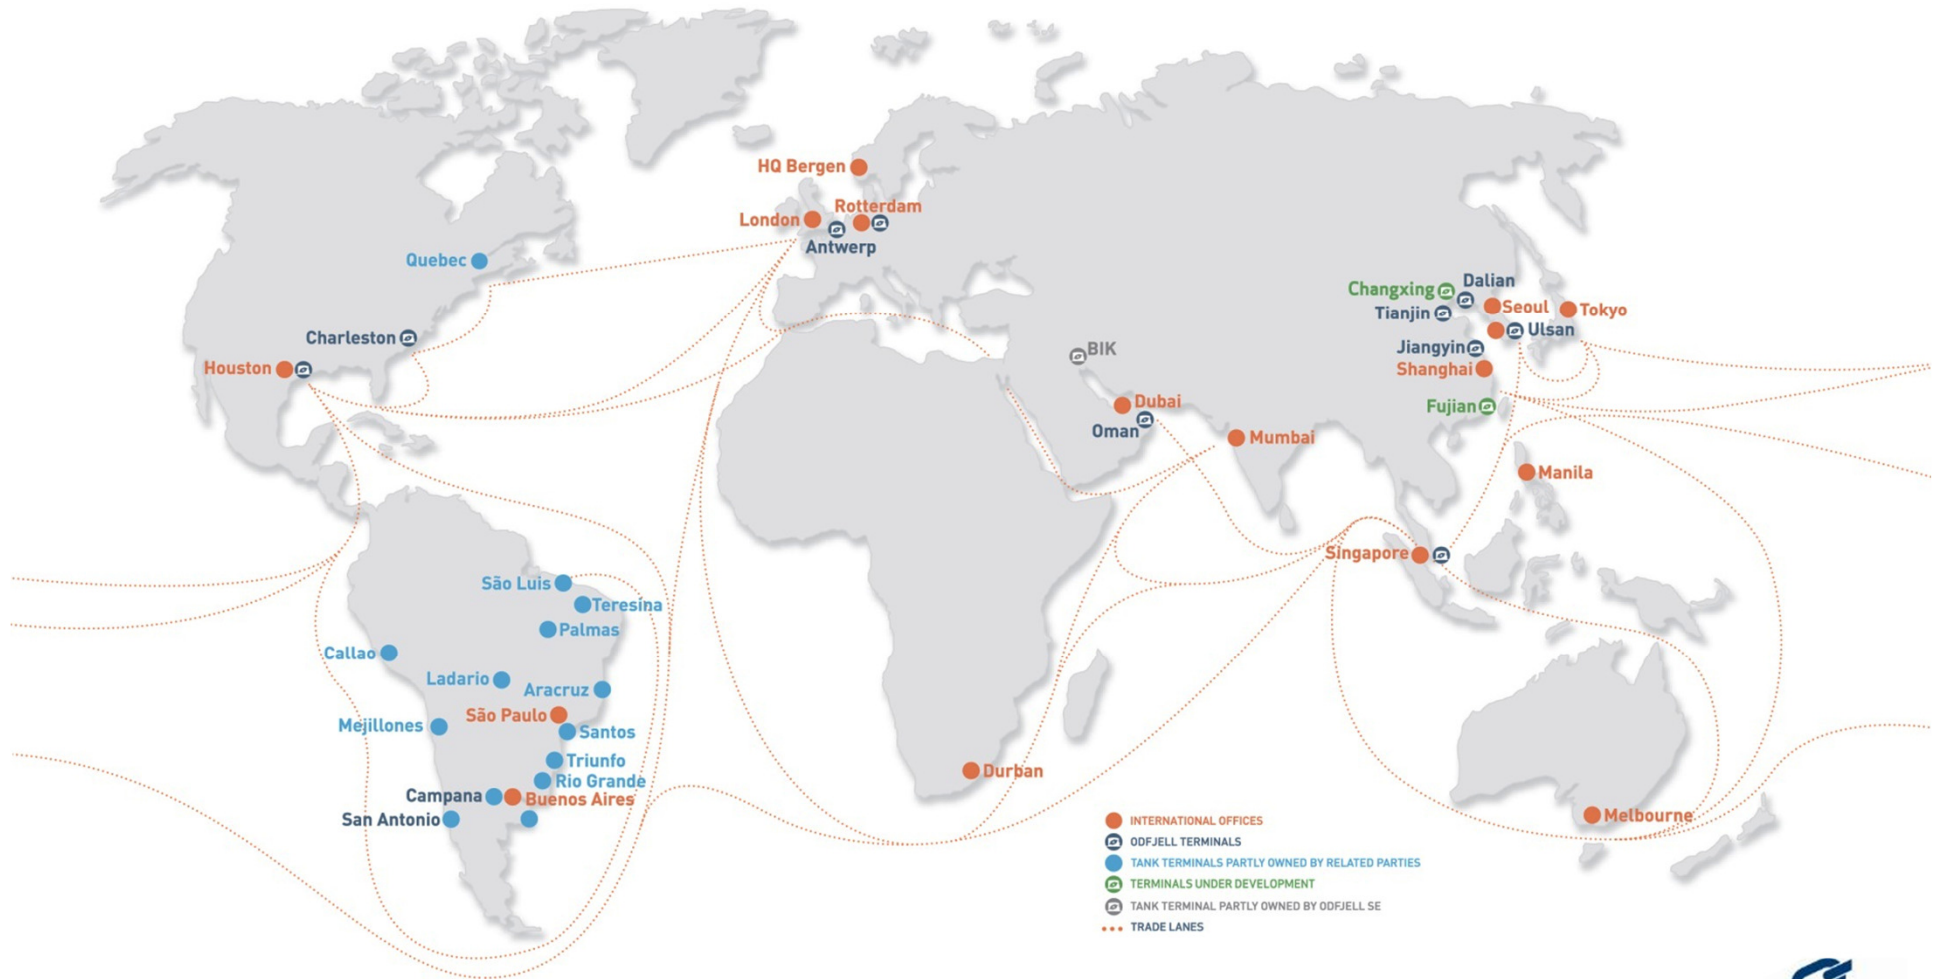 HQ Bergen
Rotterdam
London
Antwerp
Quebec
Changxing
Dalian
Tianjin
Seoul
Tokyo
Ulsan
Charleston
Jiangyin
BIK
Houston
Shanghai
Dubai
Fujian
Oman
Mumbai
Manila
Singapore
São Luis
Teresina
Palmas
Callao
Ladario
Aracruz
São Paulo
Mejillones
Santos
Triunfo
Durban
Rio Grande
Campana
Buenos Aires
San Antonio
Melbourne
INTERNATIONAL OFFICES
ODFJELL TERMINALS
TANK TERMINALS PARTLY OWNED BY RELATED PARTIES
TERMINALS UNDER DEVELOPMENT
TANK TERMINAL PARTLY OWNED BY ODFJELL SE
TRADE LANES